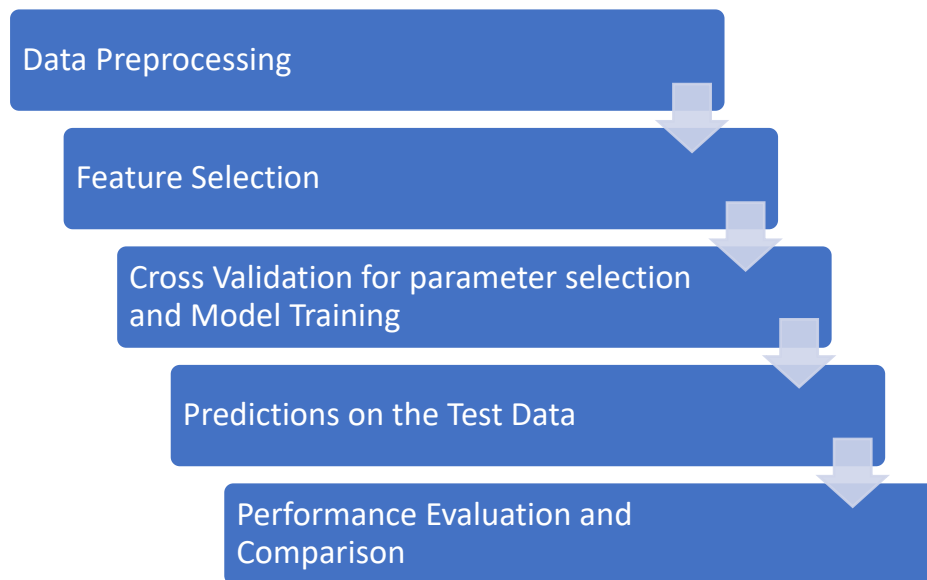 Data Preprocessing
Feature Selection
Cross Validation for parameter selection
and Model Training
Predictions on the Test Data
Performance Evaluation and
Comparison